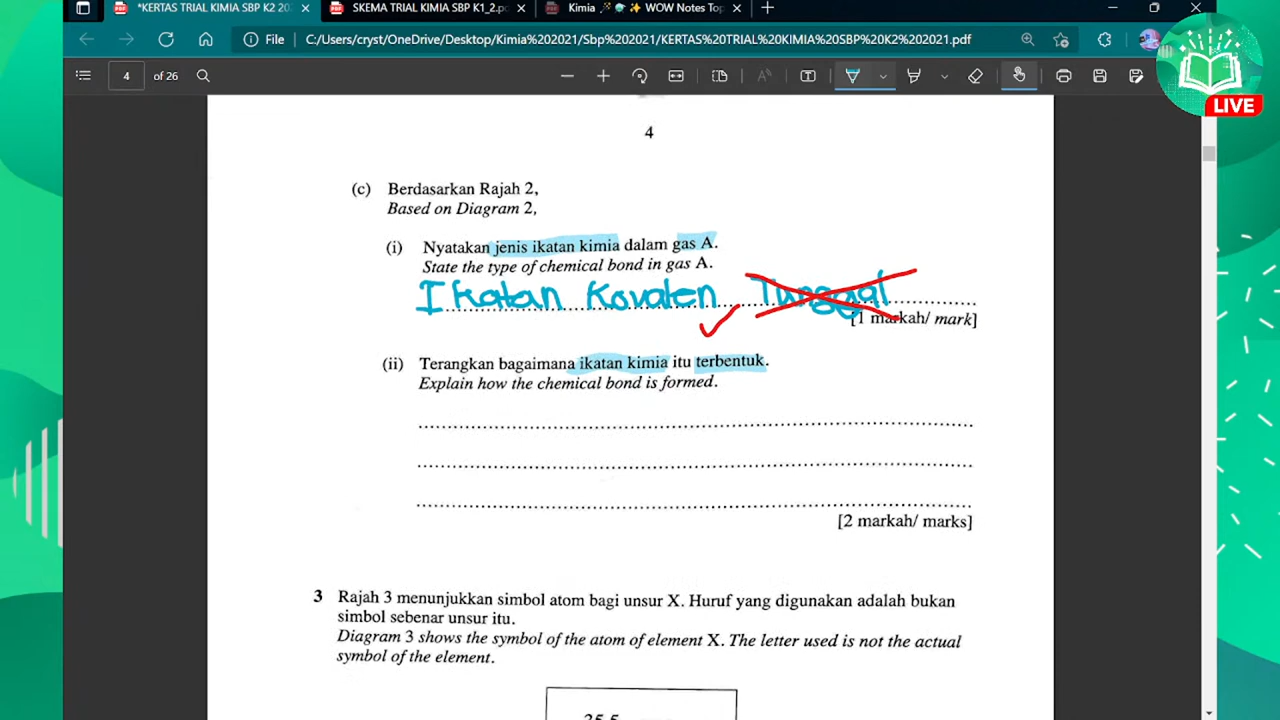 *KERTAS TRIAL KIMIA SBP K2 202
SKEMA TRIAL KIMIA SBP K1_2.p
Kimia 🪄 🎓 ✨ WOW Notes Top
File C:/Users/cryst/OneDrive/Desktop/Kimia%202021/Sbp%202021/KERTAS%20TRIAL%20KIMIA%20SBP%20K2%202021.pdf
4 of 26
LIVE
4
(c) Berdasarkan Rajah 2,
Based on Diagram 2,
(i) Nyatakan jenis ikatan kimia dalam gas A.
State the type of chemical bond in gas A.
Ikatan Kovalen Tunggal
[1 markah/ mark]
(ii) Terangkan bagaimana ikatan kimia itu terbentuk.
Explain how the chemical bond is formed.
[2 markah/ marks]
3 Rajah 3 menunjukkan simbol atom bagi unsur X. Huruf yang digunakan adalah bukan
simbol sebenar unsur itu.
Diagram 3 shows the symbol of the atom of element X. The letter used is not the actual
symbol of the element.
35.5